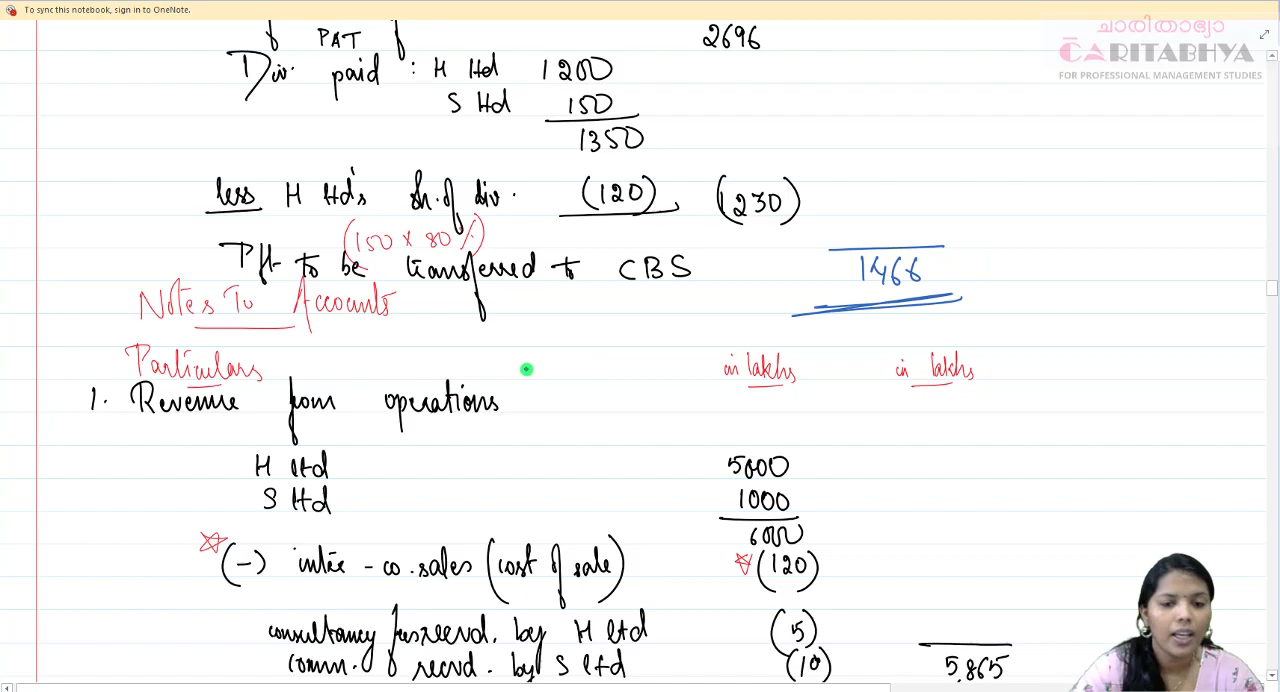 To sync this notebook, sign in to OneNote.
ചാരിതാഭ്യാ
CARITABHYA
FOR PROFESSIONAL MANAGEMENT STUDIES
of PAT f 2696
Div. paid : H ltd 1200
S ltd 150
1350
less H ltd's sh. of div. (120) (1230)
(150 x 80%)
Pft to be transferred to CBS 1466
Notes To Accounts
Particulars in lakhs in lakhs
1. Revenue from operations
H ltd 5000
S ltd 1000
6000
(-) inter-co. sales (cost of sale) (120)
consultancy fees recvd. by H ltd (5)
comm. recvd. by S ltd (10) 5,865